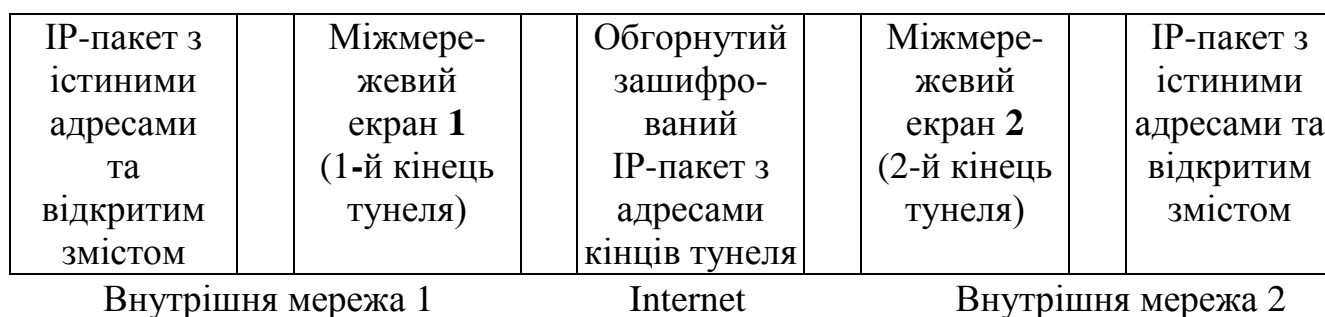 IP-пакет з
істиними
адресами
та
відкритим
змістом
Міжмере-
жевий
екран 1
(1-й кінець
тунеля)
Обгорнутий
зашифро-
ваний
IP-пакет з
адресами
кінців тунеля
Міжмере-
жевий
екран 2
(2-й кінець
тунеля)
IP-пакет з
істиними
адресами та
відкритим
змістом
Внутрішня мережа 1
Internet
Внутрішня мережа 2